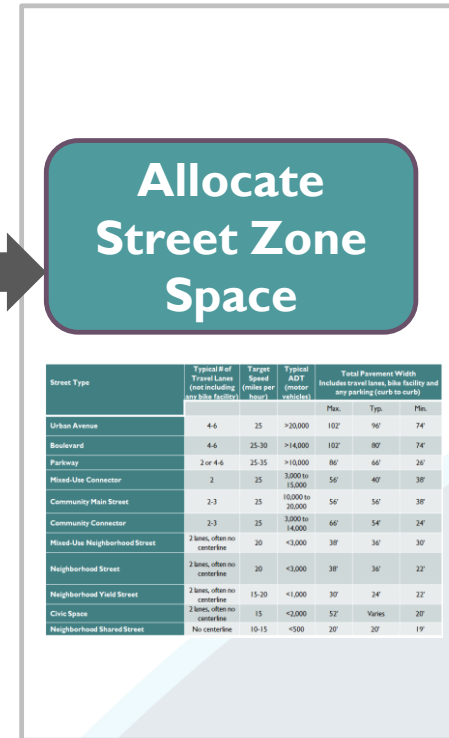 Allocate
Street Zone
Space
Street Type
Typical # of
Travel Lanes
(not including
any bike facility)
Target
Speed
(miles per
hour)
Typical
ADT
(motor
vehicles)
Total Pavement Width
Includes travel lanes, bike facility and
any parking (curb to curb)
Max. Typ. Min.
Urban Avenue 4-6 25 >20,000 102' 96' 74'
Boulevard 4-6 25-30 >14,000 102' 80' 74'
Parkway 2 or 4-6 25-35 >10,000 86' 66' 26'
Mixed-Use Connector 2 25 3,000 to
15,000 56' 40' 38'
Community Main Street 2-3 25 10,000 to
20,000 56' 56' 38'
Community Connector 2-3 25 3,000 to
14,000 66' 54' 24'
Mixed-Use Neighborhood Street 2 lanes, often no
centerline 20 <3,000 38' 36' 30'
Neighborhood Street 2 lanes, often no
centerline 20 <3,000 38' 36' 22'
Neighborhood Yield Street 2 lanes, often no
centerline 15-20 <1,000 30' 24' 22'
Civic Space 2 lanes, often no
centerline 15 <2,000 52' Varies 20'
Neighborhood Shared Street No centerline 10-15 <500 20' 20' 19'